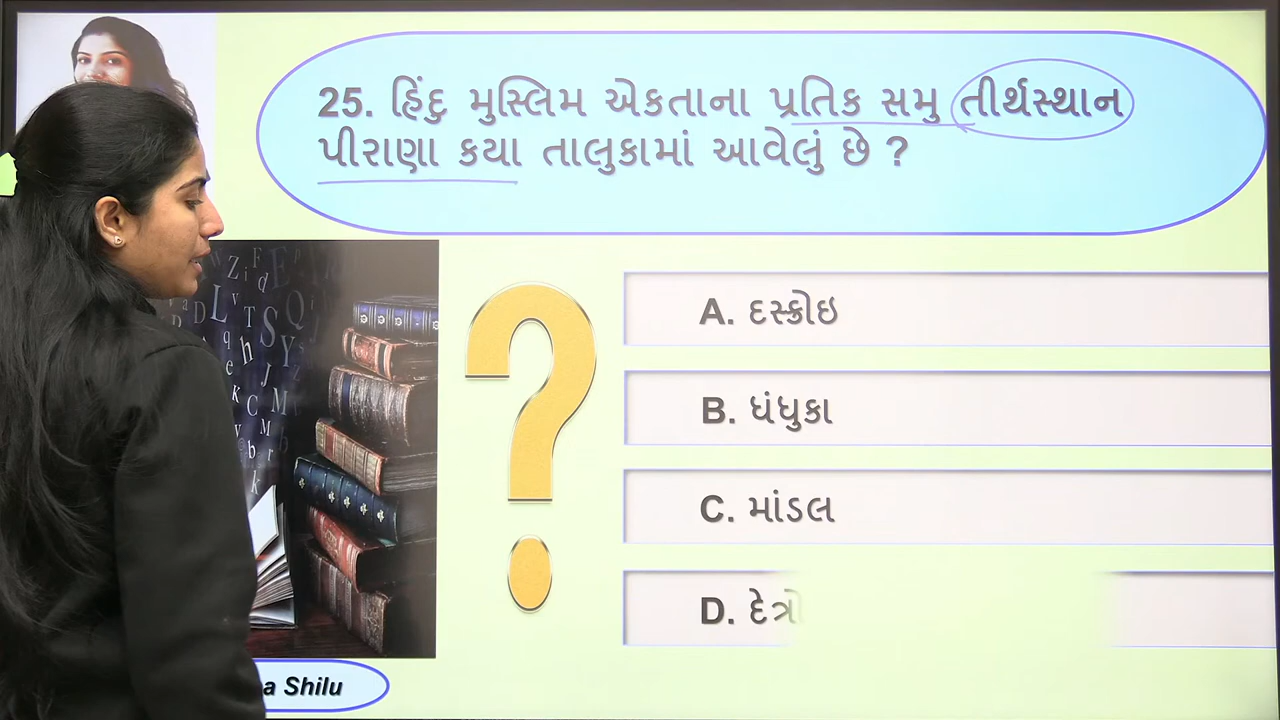 25. હિંદુ મુસ્લિમ એકતાના પ્રતિક સમુ તીર્થસ્થાન
પીરાણા કયા તાલુકામાં આવેલું છે ?
A. દસ્ક્રોઇ
B. ધંધુકા
C. માંડલ
D.
Shilu